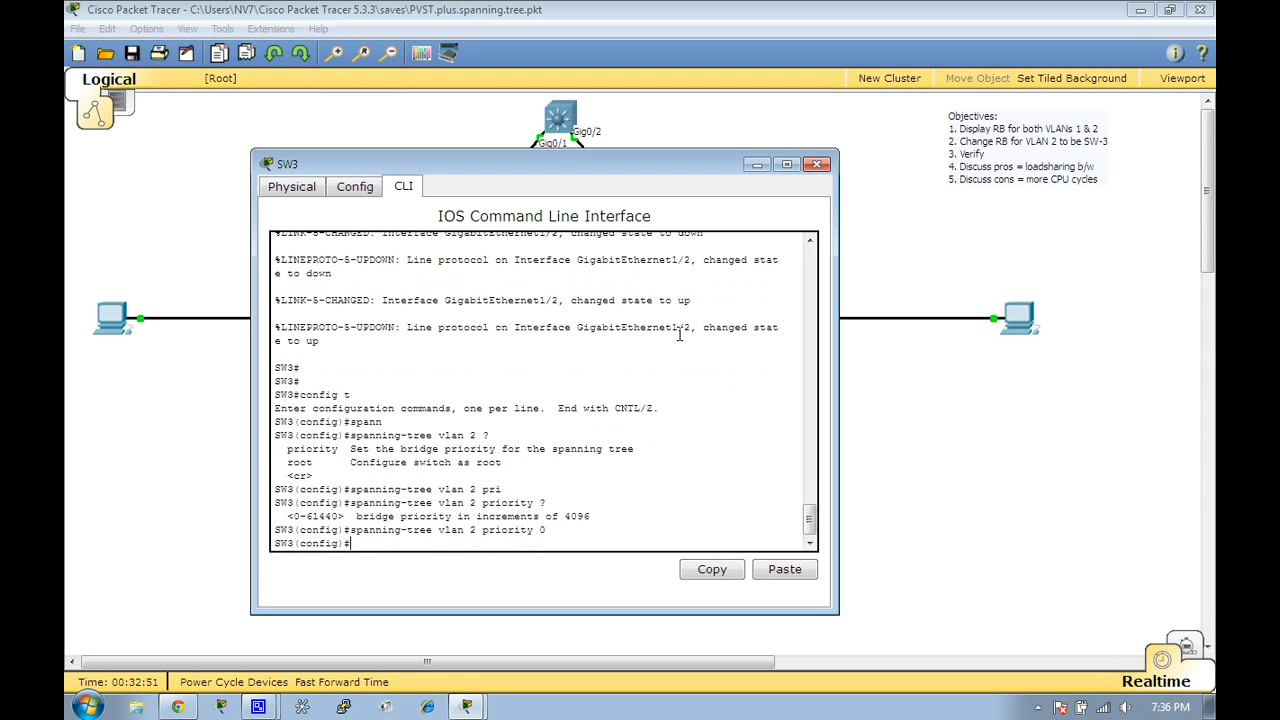 Cisco Packet Tracer - C:\Users\NV7\Cisco Packet Tracer 5.3.3\saves\PVST.plus.spanning.tree.pkt
File Edit Options View Tools Extensions Help
Logical [Root] New Cluster Move Object Set Tiled Background Viewport
Gig0/2
Gig0/1
Objectives:
1. Display RB for both VLANs 1 & 2
2. Change RB for VLAN 2 to be SW-3
3. Verify
4. Discuss pros = loadsharing b/w
5. Discuss cons = more CPU cycles
SW3
Physical Config CLI
IOS Command Line Interface
%LINK-5-CHANGED: Interface GigabitEthernet1/2, changed state to down
%LINEPROTO-5-UPDOWN: Line protocol on Interface GigabitEthernet1/2, changed stat
e to down
%LINK-5-CHANGED: Interface GigabitEthernet1/2, changed state to up
%LINEPROTO-5-UPDOWN: Line protocol on Interface GigabitEthernet1/2, changed stat
e to up
SW3#
SW3#
SW3#config t
Enter configuration commands, one per line. End with CNTL/Z.
SW3(config)#spann
SW3(config)#spanning-tree vlan 2 ?
priority Set the bridge priority for the spanning tree
root Configure switch as root
<cr>
SW3(config)#spanning-tree vlan 2 pri
SW3(config)#spanning-tree vlan 2 priority ?
<0-61440> bridge priority in increments of 4096
SW3(config)#spanning-tree vlan 2 priority 0
SW3(config)#
Copy Paste
Time: 00:32:51 Power Cycle Devices Fast Forward Time Realtime
7:36 PM